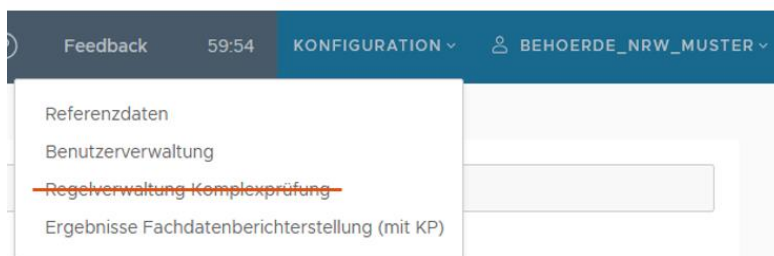 Feedback 59:54 KONFIGURATION BEHOERDE_NRW_MUSTER
Referenzdaten
Benutzerverwaltung
Regelverwaltung Komplexprüfung
Ergebnisse Fachdatenberichterstellung (mit KP)